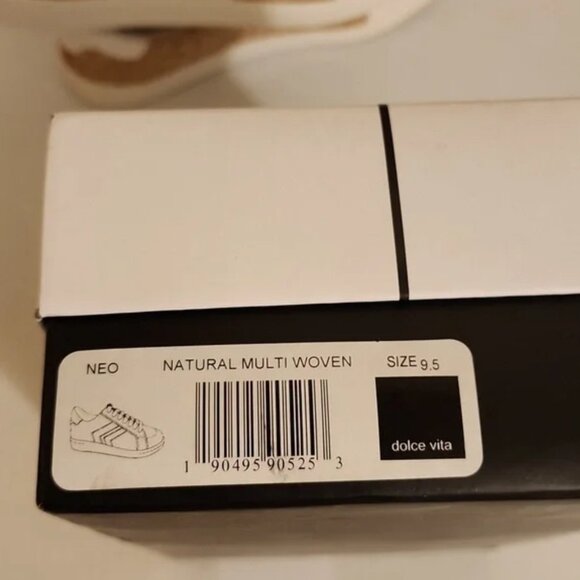 NEO NATURAL MULTI WOVEN SIZE 9.5
dolce vita
1 90495 90525 3